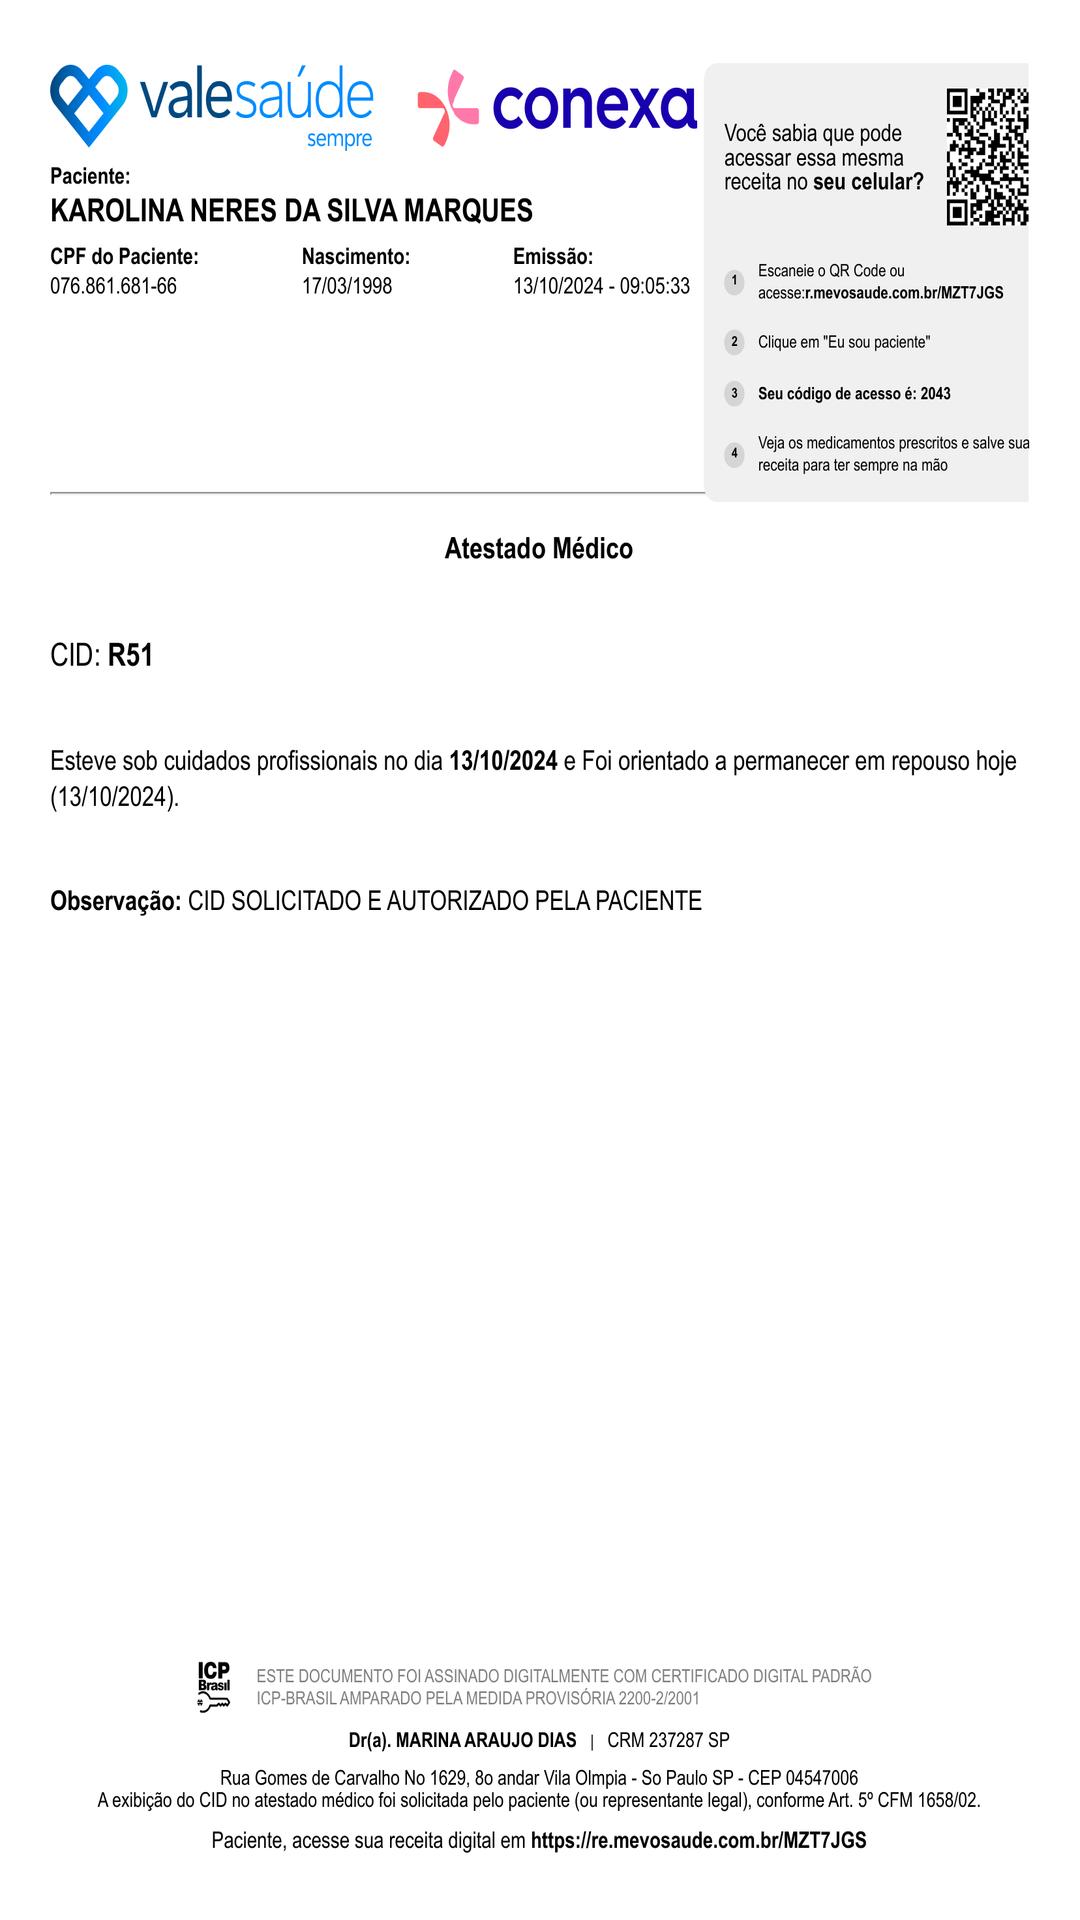 valesaúde
sempre
conexa
Paciente:
KAROLINA NERES DA SILVA MARQUES
CPF do Paciente:
076.861.681-66
Nascimento:
17/03/1998
Emissão:
13/10/2024 - 09:05:33
Você sabia que pode
acessar essa mesma
receita no seu celular?
1
Escaneie o QR Code ou
acesse:r.mevosaude.com.br/MZT7JGS
2
Clique em "Eu sou paciente"
3
Seu código de acesso é: 2043
4
Veja os medicamentos prescritos e salve sua
receita para ter sempre na mão
Atestado Médico
CID: R51
Esteve sob cuidados profissionais no dia 13/10/2024 e Foi orientado a permanecer em repouso hoje
(13/10/2024).
Observação: CID SOLICITADO E AUTORIZADO PELA PACIENTE
ICP
Brasil
ESTE DOCUMENTO FOI ASSINADO DIGITALMENTE COM CERTIFICADO DIGITAL PADRÃO
ICP-BRASIL AMPARADO PELA MEDIDA PROVISÓRIA 2200-2/2001
Dr(a). MARINA ARAUJO DIAS | CRM 237287 SP
Rua Gomes de Carvalho No 1629, 8o andar Vila Olmpia - So Paulo SP - CEP 04547006
A exibição do CID no atestado médico foi solicitada pelo paciente (ou representante legal), conforme Art. 5º CFM 1658/02.
Paciente, acesse sua receita digital em https://re.mevosaude.com.br/MZT7JGS